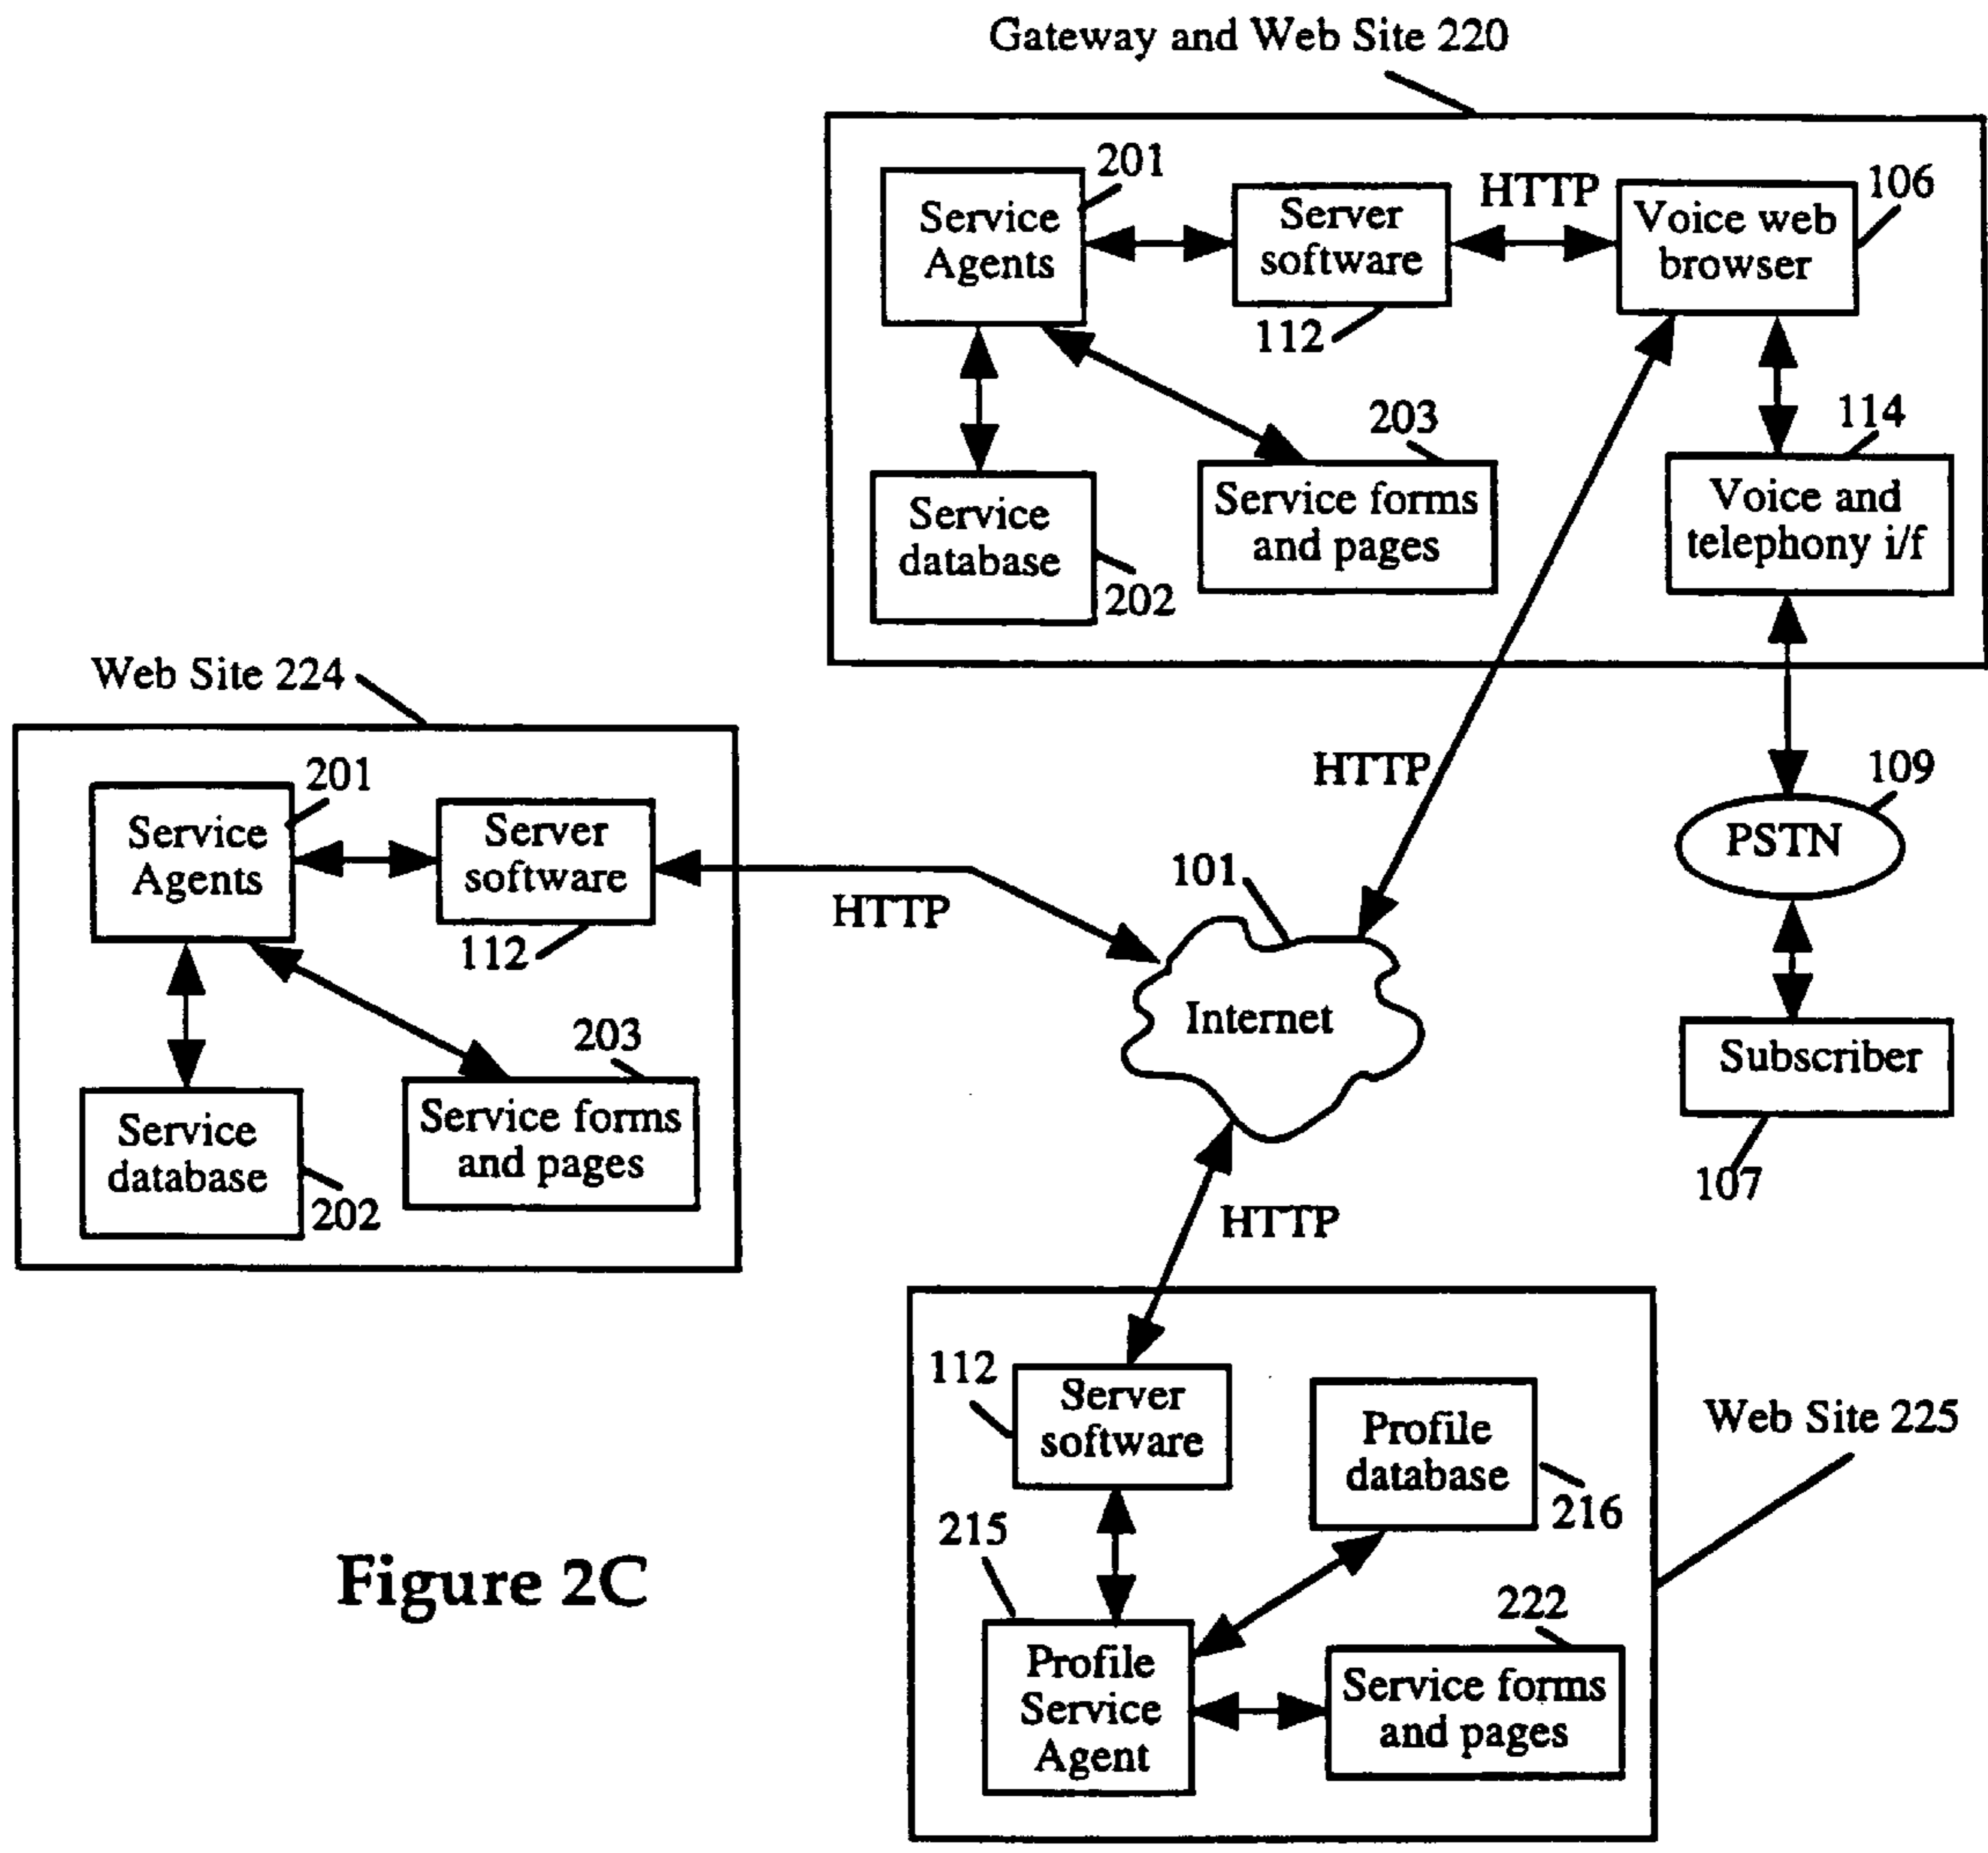 Gateway and Web Site 220
201
Service
Agents
Server
software
112
HTTP
Voice web
browser
106
203
114
Service
database
202
Service forms
and pages
Voice and
telephony i/f
Web Site 224
201
Service
Agents
Server
software
112
HTTP
HTTP
109
PSTN
101
Internet
Subscriber
107
203
Service
database
202
Service forms
and pages
HTTP
112
Server
software
Profile
database
216
Web Site 225
215
Profile
Service
Agent
222
Service forms
and pages
Figure 2C